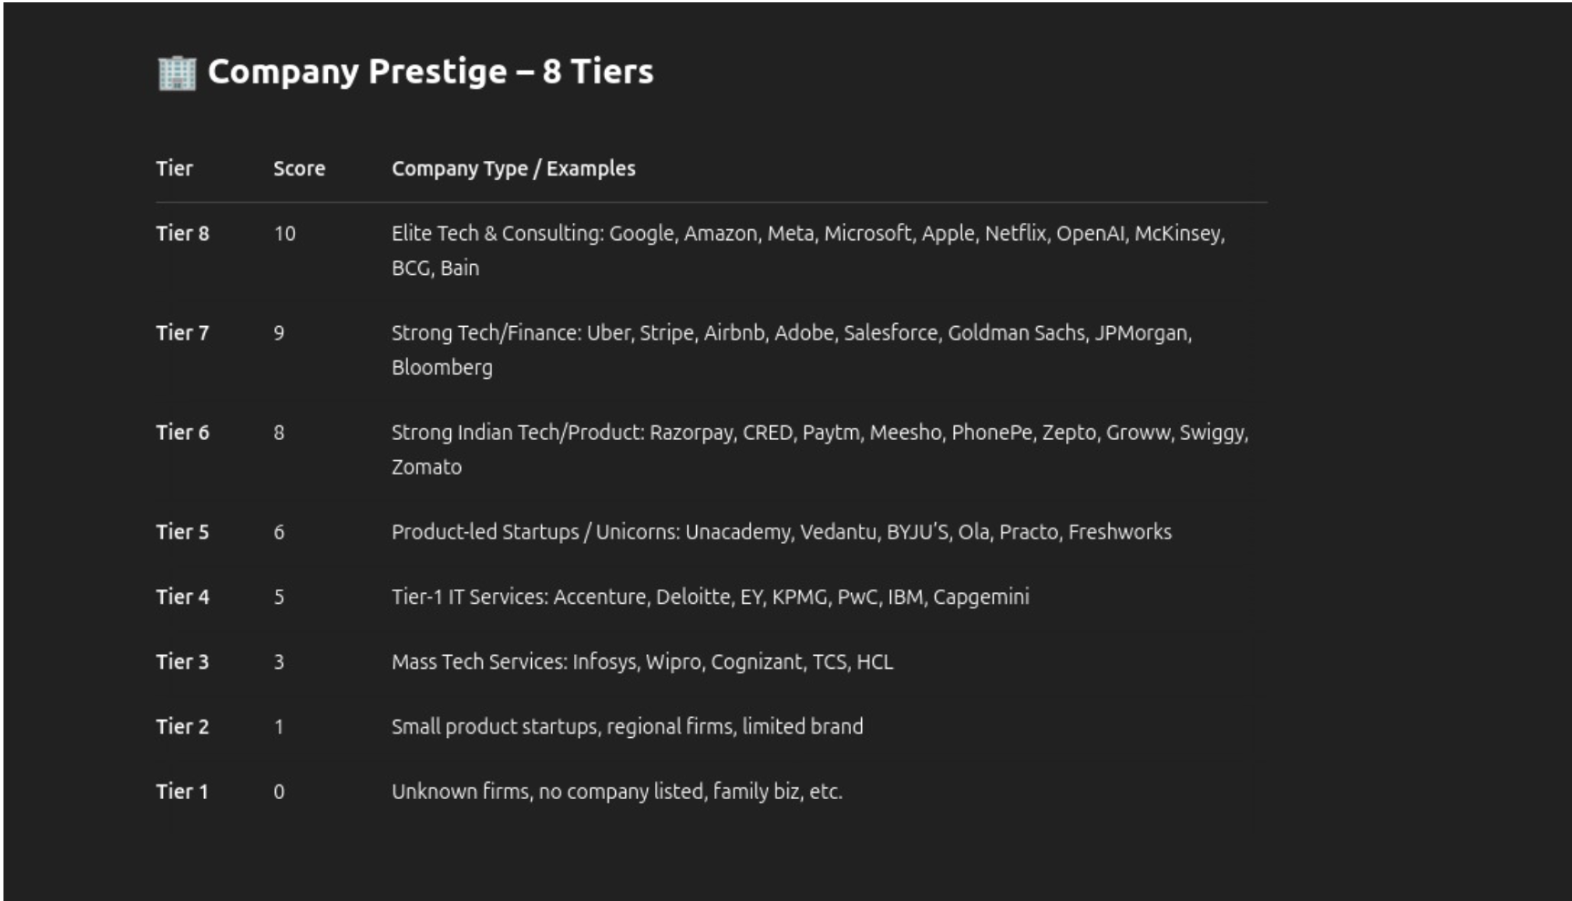 🏢 Company Prestige – 8 Tiers
Tier Score Company Type / Examples
Tier 8 10 Elite Tech & Consulting: Google, Amazon, Meta, Microsoft, Apple, Netflix, OpenAI, McKinsey,
BCG, Bain
Tier 7 9 Strong Tech/Finance: Uber, Stripe, Airbnb, Adobe, Salesforce, Goldman Sachs, JPMorgan,
Bloomberg
Tier 6 8 Strong Indian Tech/Product: Razorpay, CRED, Paytm, Meesho, PhonePe, Zepto, Groww, Swiggy,
Zomato
Tier 5 6 Product-led Startups / Unicorns: Unacademy, Vedantu, BYJU’S, Ola, Practo, Freshworks
Tier 4 5 Tier-1 IT Services: Accenture, Deloitte, EY, KPMG, PwC, IBM, Capgemini
Tier 3 3 Mass Tech Services: Infosys, Wipro, Cognizant, TCS, HCL
Tier 2 1 Small product startups, regional firms, limited brand
Tier 1 0 Unknown firms, no company listed, family biz, etc.